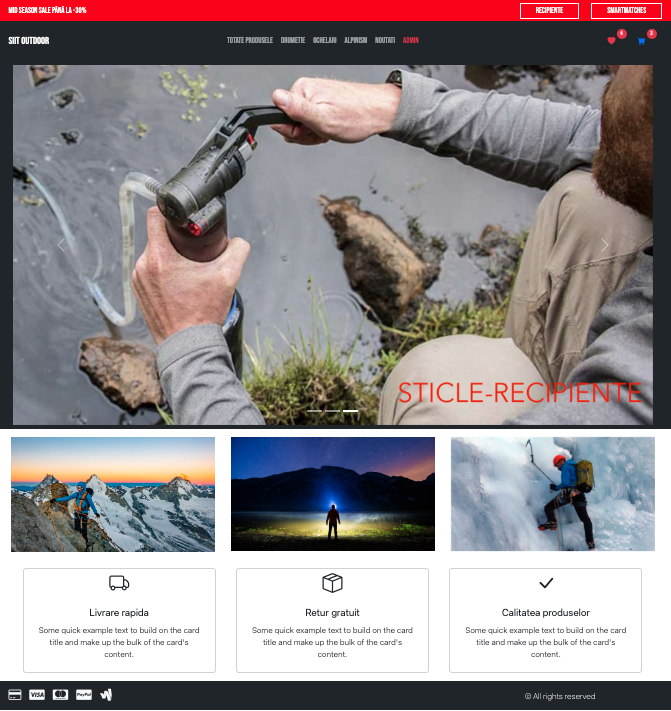 MID SEASON SALE PÂNĂ LA -30%
RECIPIENTE
SMARTWATCHES
SIIT OUTDOOR
TOTATE PRODUSELE DRUMETIE OCHELARI ALPINISM NOUTATI ADMIN
4
3
STICLE-RECIPIENTE
Livrare rapida
Some quick example text to build on the card
title and make up the bulk of the card's
content.
Retur gratuit
Some quick example text to build on the card
title and make up the bulk of the card's
content.
Calitatea produselor
Some quick example text to build on the card
title and make up the bulk of the card's
content.
VISA
PayPal
© All rights reserved